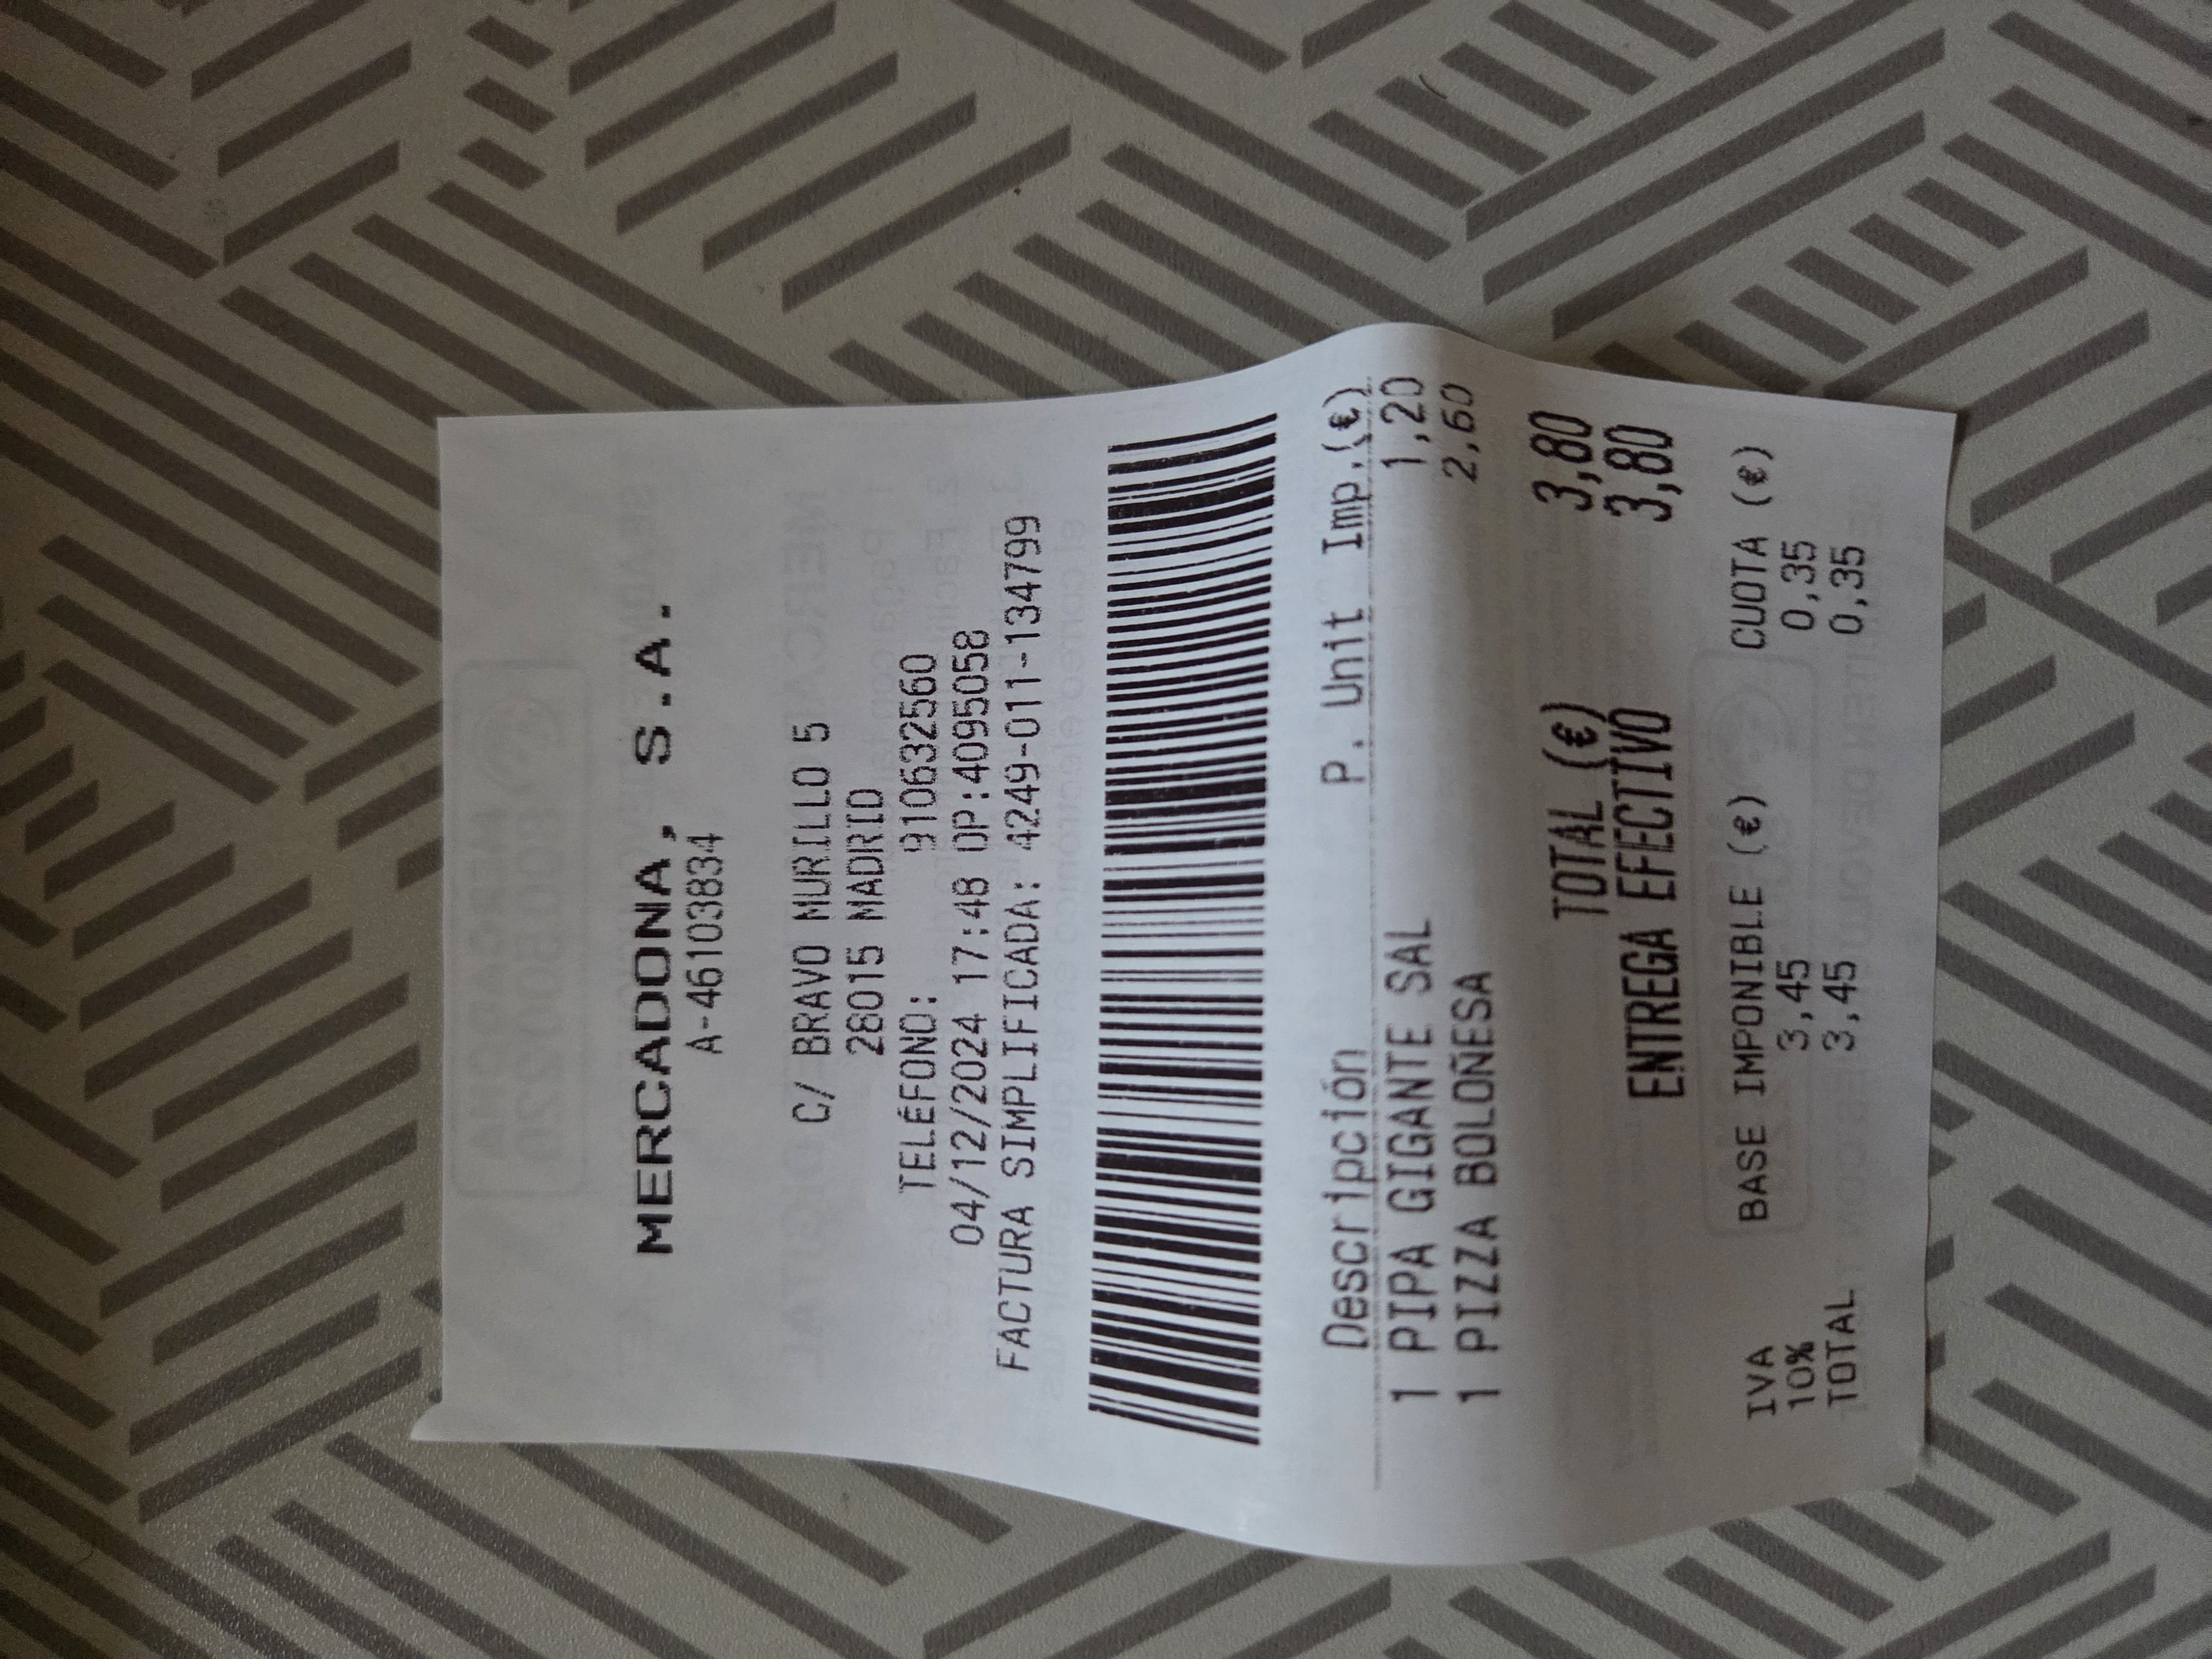 MERCADONA, S.A.
A-46103834
C/ BRAVO MURILLO 5
28015 MADRID
TELÉFONO: 910632560
04/12/2024 17:48 OP:4095058
FACTURA SIMPLIFICADA: 4249-011-134799
Descripción P. Unit Imp.(€)
1 PIPA GIGANTE SAL 1,20
1 PIZZA BOLOÑESA 2,60
TOTAL (€) 3,80
ENTREGA EFECTIVO 3,80
IVA BASE IMPONIBLE (€) CUOTA (€)
10% 3,45 0,35
TOTAL 3,45 0,35